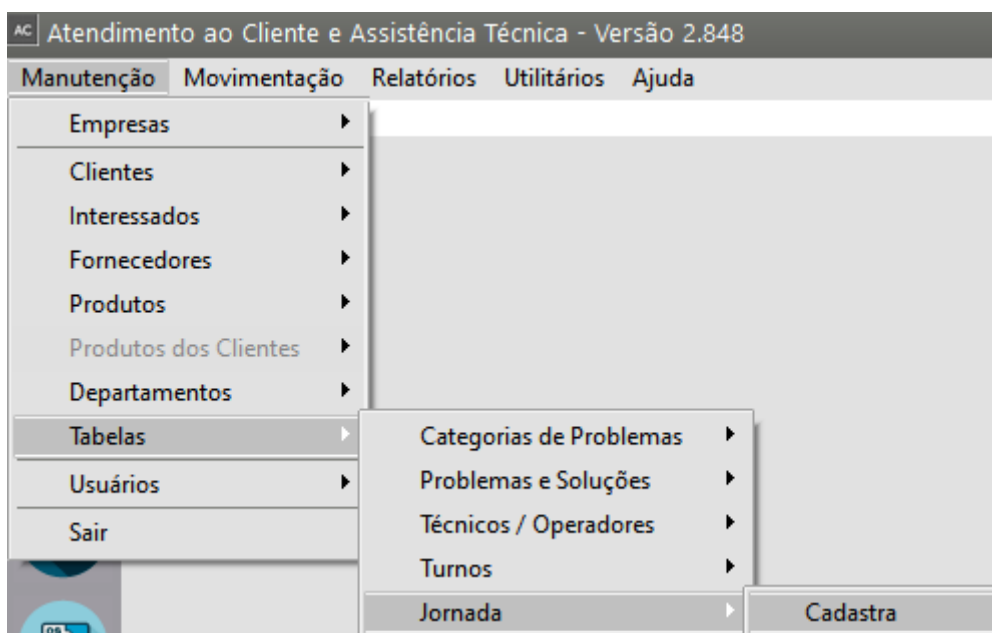 AC Atendimento ao Cliente e Assistência Técnica - Versão 2.848
Manutenção Movimentação Relatórios Utilitários Ajuda
Empresas
Clientes
Interessados
Fornecedores
Produtos
Produtos dos Clientes
Departamentos
Tabelas
Usuários
Sair
Categorias de Problemas
Problemas e Soluções
Técnicos / Operadores
Turnos
Jornada
Cadastra
OS